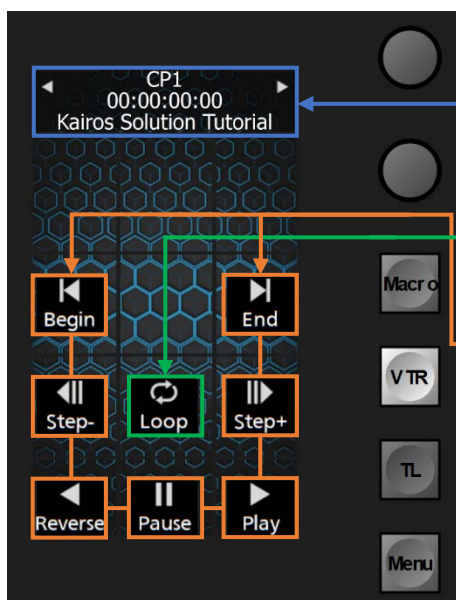 CP1
00:00:00:00
Kairos Solution Tutorial
Macro
Begin
End
VTR
Step-
Loop
Step+
TL
Reverse
Pause
Play
Menu